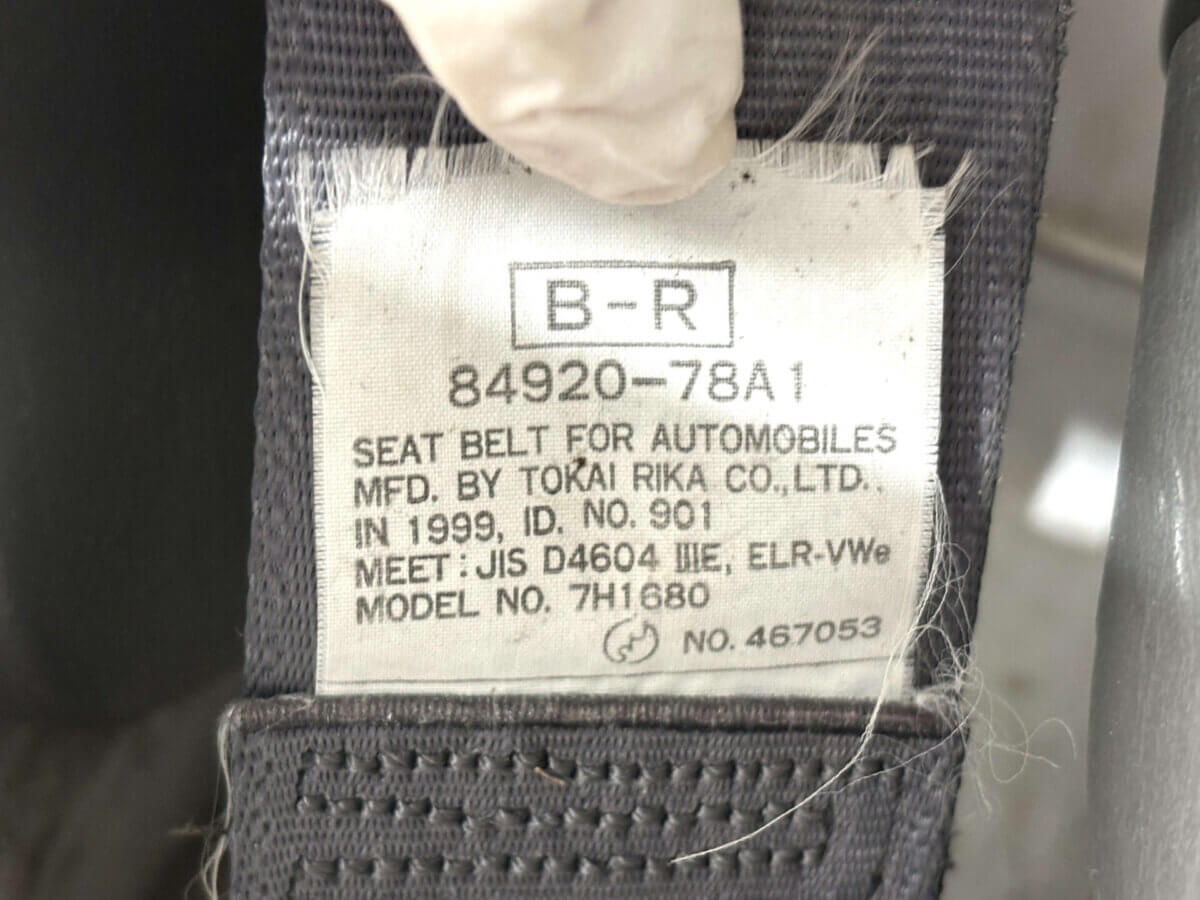 B-R
84920-78A1
SEAT BELT FOR AUTOMOBILES
MFD. BY TOKAI RIKA CO.,LTD.
IN 1999, ID. NO. 901
MEET:JIS D4604 ⅢE, ELR-VWe
MODEL NO. 7H1680
NO. 467053